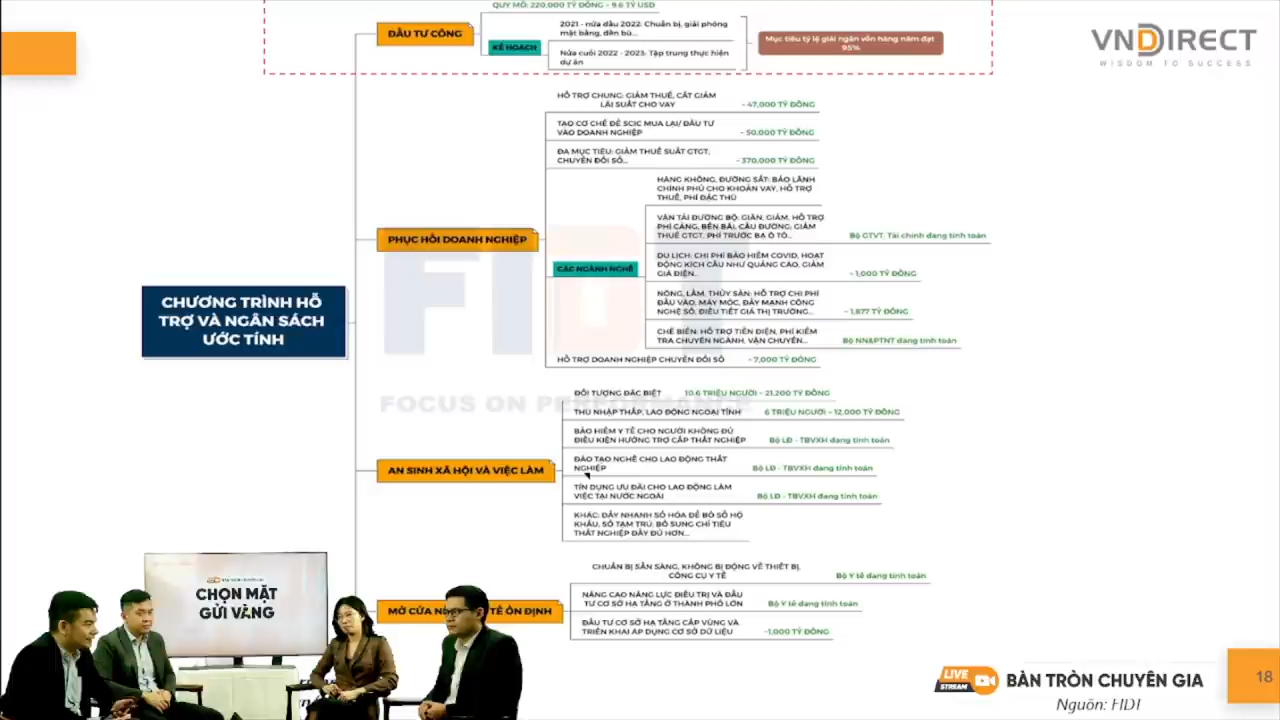 QUY MÔ: 220.000 TỶ ĐỒNG ~ 9.6 TỶ USD
ĐẦU TƯ CÔNG
KẾ HOẠCH
2021 - nửa đầu 2022: Chuẩn bị, giải phóng
mặt bằng, đền bù...
Nửa cuối 2022 - 2023: Tập trung thực hiện
dự án
Mục tiêu tỷ lệ giải ngân vốn hàng năm đạt
95%
VNDIRECT
WISDOM TO SUCCESS
CHƯƠNG TRÌNH HỖ
TRỢ VÀ NGÂN SÁCH
ƯỚC TÍNH
PHỤC HỒI DOANH NGHIỆP
HỖ TRỢ CHUNG: GIẢM THUẾ, CẮT GIẢM
LÃI SUẤT CHO VAY
~ 47,000 TỶ ĐỒNG
TẠO CƠ CHẾ ĐỂ SCIC MUA LẠI/ ĐẦU TƯ
VÀO DOANH NGHIỆP
~ 50,000 TỶ ĐỒNG
ĐA MỤC TIÊU: GIẢM THUẾ SUẤT GTGT,
CHUYỂN ĐỔI SỐ...
~ 370,000 TỶ ĐỒNG
CÁC NGÀNH NGHỀ
HÀNG KHÔNG, ĐƯỜNG SẮT: BẢO LÃNH
CHÍNH PHỦ CHO KHOẢN VAY, HỖ TRỢ
THUẾ, PHÍ ĐẶC THÙ
VẬN TẢI ĐƯỜNG BỘ: GIÃN, GIẢM, HỖ TRỢ
PHÍ CẢNG, BẾN BÃI, CẦU ĐƯỜNG, GIẢM
THUẾ GTGT, PHÍ TRƯỚC BẠ Ô TÔ...
Bộ GTVT, Tài chính đang tính toán
DU LỊCH: CHI PHÍ BẢO HIỂM COVID, HOẠT
ĐỘNG KÍCH CẦU NHƯ QUẢNG CÁO, GIẢM
GIÁ ĐIỆN...
~ 1,000 TỶ ĐỒNG
NÔNG, LÂM, THỦY SẢN: HỖ TRỢ CHI PHÍ
ĐẦU VÀO, MÁY MÓC, ĐẨY MẠNH CÔNG
NGHỆ SỐ, ĐIỀU TIẾT GIÁ THỊ TRƯỜNG...
~ 1,877 TỶ ĐỒNG
CHẾ BIẾN: HỖ TRỢ TIỀN ĐIỆN, PHÍ KIỂM
TRA CHUYÊN NGÀNH, VẬN CHUYỂN...
Bộ NN&PTNT đang tính toán
HỖ TRỢ DOANH NGHIỆP CHUYỂN ĐỔI SỐ
~ 7,000 TỶ ĐỒNG
FIDT
FOCUS ON PERFORMANCE
AN SINH XÃ HỘI VÀ VIỆC LÀM
ĐỐI TƯỢNG ĐẶC BIỆT
10.6 TRIỆU NGƯỜI ~ 21,200 TỶ ĐỒNG
THU NHẬP THẤP, LAO ĐỘNG NGOẠI TỈNH
6 TRIỆU NGƯỜI ~ 12,000 TỶ ĐỒNG
BẢO HIỂM Y TẾ CHO NGƯỜI KHÔNG ĐỦ
ĐIỀU KIỆN HƯỞNG TRỢ CẤP THẤT NGHIỆP
Bộ LĐ - TBVXH đang tính toán
ĐÀO TẠO NGHỀ CHO LAO ĐỘNG THẤT
NGHIỆP
Bộ LĐ - TBVXH đang tính toán
TÍN DỤNG ƯU ĐÃI CHO LAO ĐỘNG LÀM
VIỆC TẠI NƯỚC NGOÀI
Bộ LĐ - TBVXH đang tính toán
KHÁC: ĐẨY NHANH SỐ HÓA ĐỂ BỎ SỔ HỘ
KHẨU, SỔ TẠM TRÚ; BỔ SUNG CHỈ TIÊU
THẤT NGHIỆP ĐẦY ĐỦ HƠN...
CHUẨN BỊ SẴN SÀNG, KHÔNG BỊ ĐỘNG VỀ THIẾT BỊ,
CÔNG CỤ Y TẾ
Bộ Y tế đang tính toán
NÂNG CAO NĂNG LỰC ĐIỀU TRỊ VÀ ĐẦU
TƯ CƠ SỞ HẠ TẦNG Ở THÀNH PHỐ LỚN
Bộ Y tế đang tính toán
ĐẦU TƯ CƠ SỞ HẠ TẦNG CẤP VÙNG VÀ
TRIỂN KHAI ÁP DỤNG CƠ SỞ DỮ LIỆU
~1,000 TỶ ĐỒNG
MỞ CỬA TẾ ỔN ĐỊNH
CHỌN MẶT
GỬI VÀNG
LIVE
STREAM
BÀN TRÒN CHUYÊN GIA
Nguồn: FIDT
18